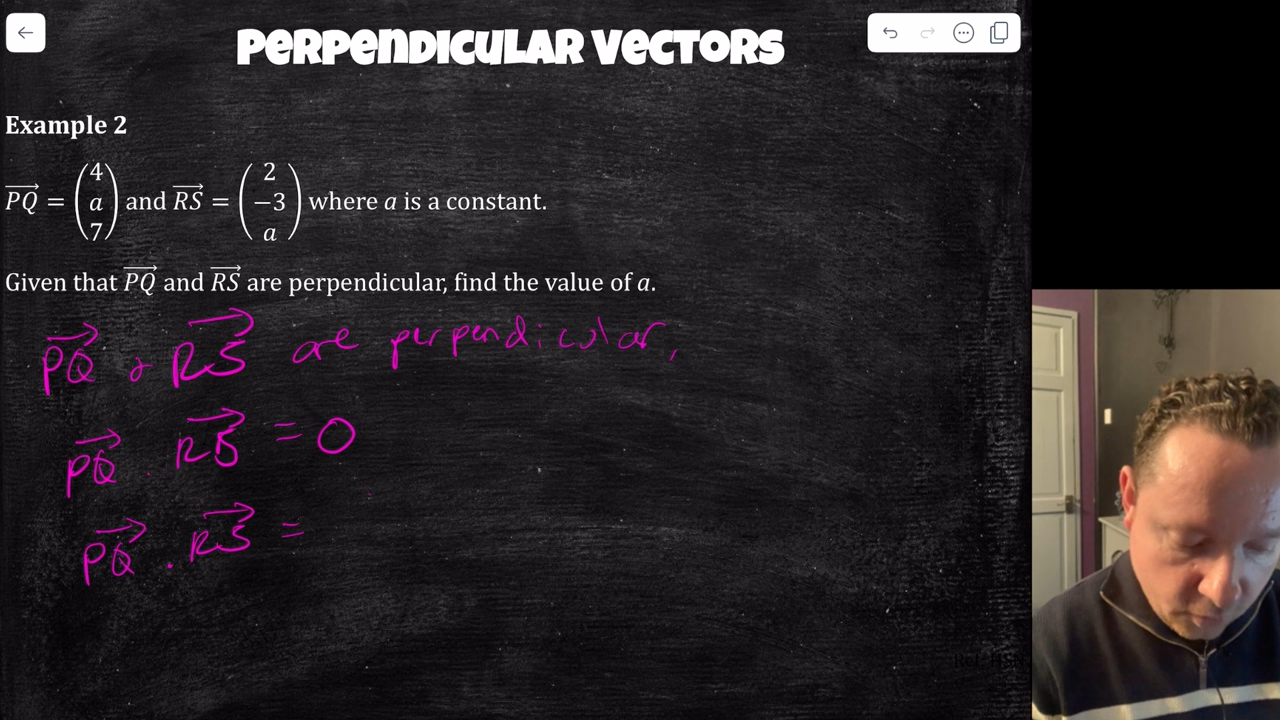 PERPENDICULAR VECTORS
Example 2
PQ = (4 a 7) and RS = (2 −3 a) where a is a constant.
Given that PQ and RS are perpendicular, find the value of a.
PQ & RS are perpendicular,
PQ . RS = 0
PQ . RS =